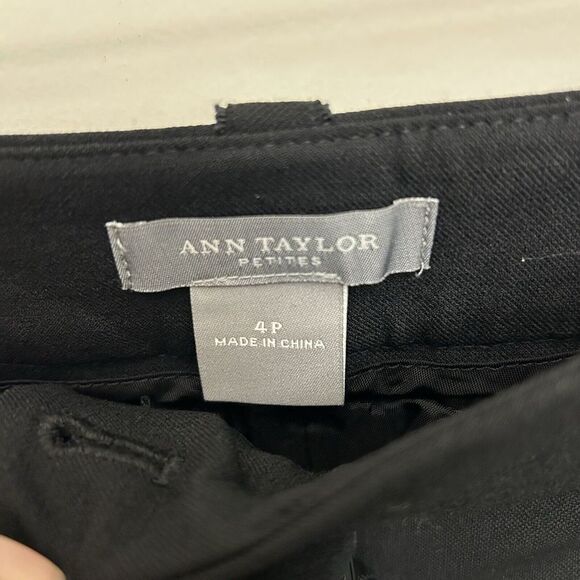 ANN TAYLOR
PETITES
4P
MADE IN CHINA